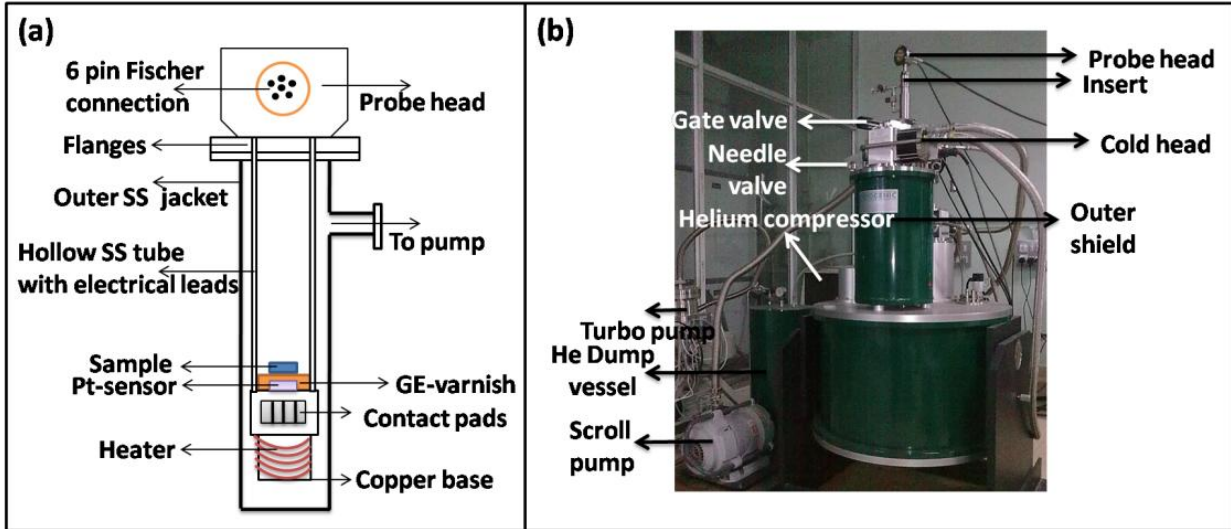 (a)
6 pin Fischer
connection
Probe head
Flanges
Outer SS jacket
To pump
Hollow SS tube
with electrical leads
Sample
Pt-sensor
GE-varnish
Contact pads
Heater
Copper base
(b)
Probe head
Insert
Gate valve
Cold head
Needle
valve
Helium compressor
Outer
shield
Turbo pump
He Dump
vessel
Scroll
pump